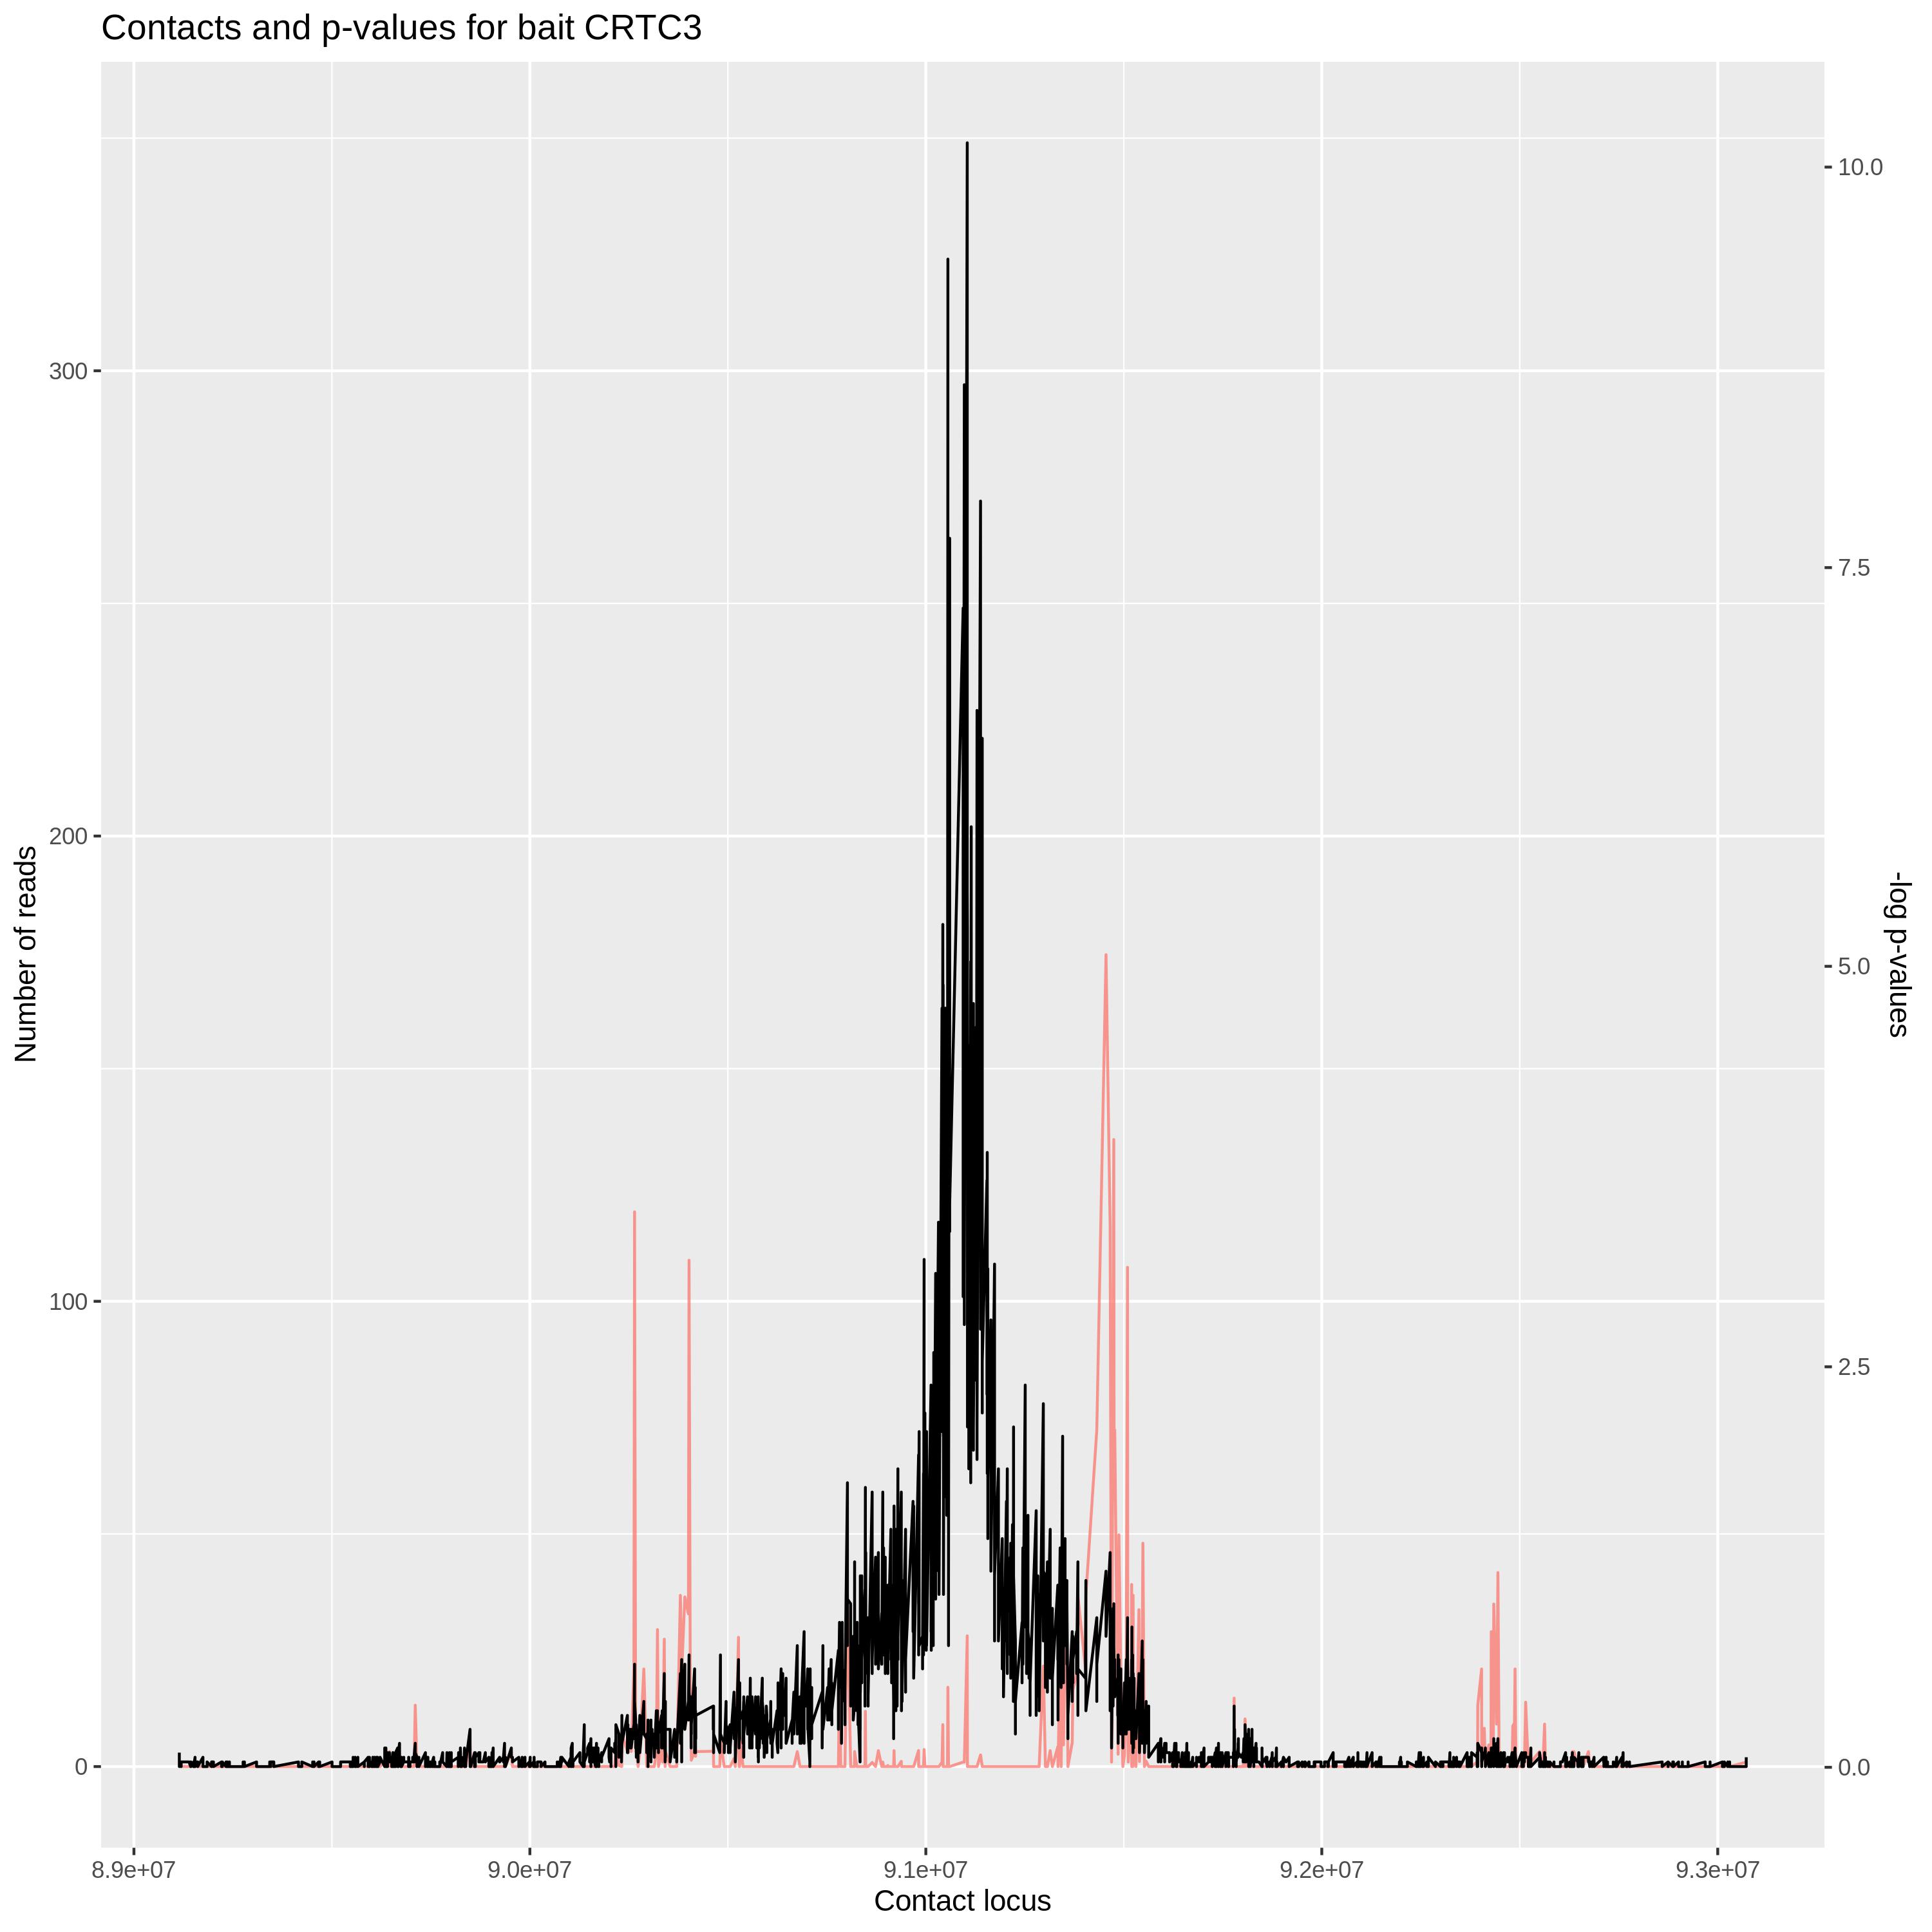 Contacts and p-values for bait CRTC3
300
200
100
0
Number of reads
10.0
7.5
5.0
2.5
0.0
-log p-values
8.9e+07
9.0e+07
9.1e+07
9.2e+07
9.3e+07
Contact locus